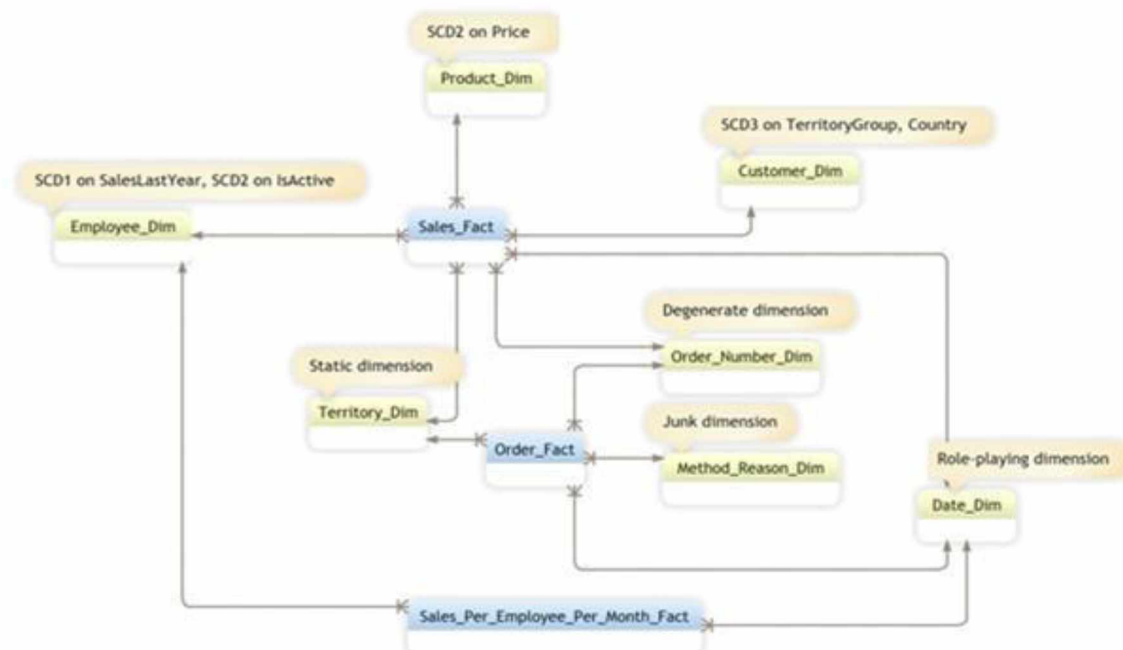 SCD2 on Price
Product_Dim
SCD3 on TerritoryGroup, Country
Customer_Dim
SCD1 on SalesLastYear, SCD2 on IsActive
Employee_Dim
Sales_Fact
Degenerate dimension
Order_Number_Dim
Static dimension
Territory_Dim
Junk dimension
Order_Fact
Method_Reason_Dim
Role-playing dimension
Date_Dim
Sales_Per_Employee_Per_Month_Fact